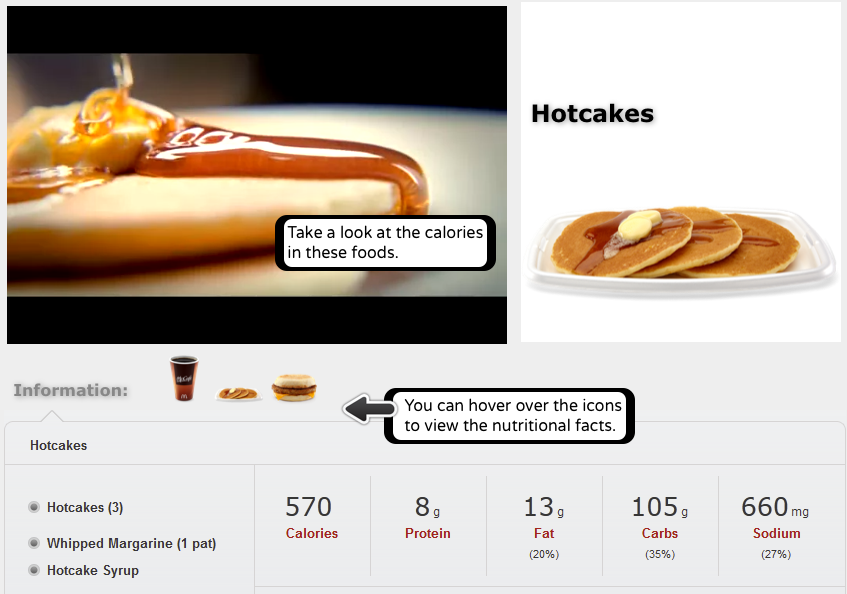 Hotcakes
Take a look at the calories
in these foods.
Information:
You can hover over the icons
to view the nutritional facts.
Hotcakes
Hotcakes (3)
Whipped Margarine (1 pat)
Hotcake Syrup
570
Calories
8 g
Protein
13 g
Fat
(20%)
105 g
Carbs
(35%)
660 mg
Sodium
(27%)